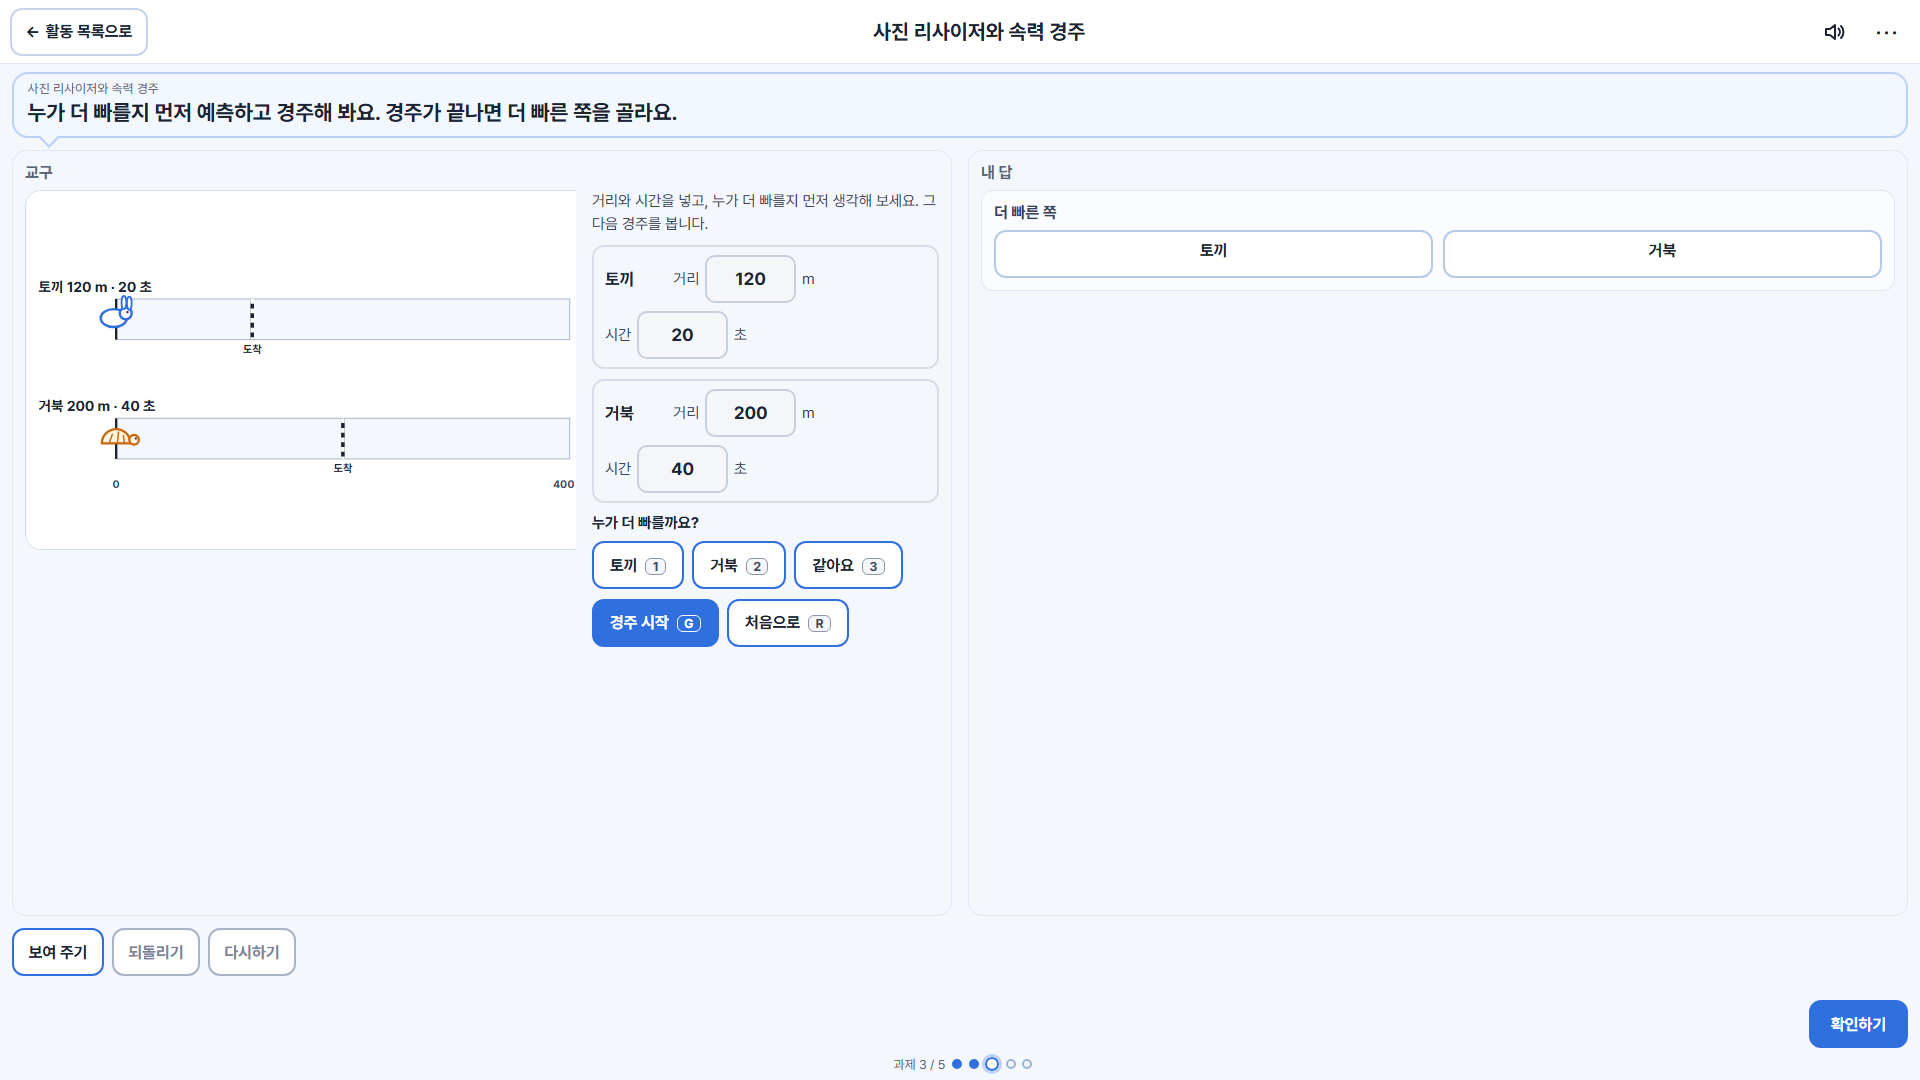 ← 활동 목록으로
사진 리사이저와 속력 경주
사진 리사이저와 속력 경주
누가 더 빠를지 먼저 예측하고 경주해 봐요. 경주가 끝나면 더 빠른 쪽을 골라요.
교구
토끼 120 m · 20 초
도착
거북 200 m · 40 초
도착
0 400
거리와 시간을 넣고, 누가 더 빠를지 먼저 생각해 보세요. 그
다음 경주를 봅니다.
토끼 거리 120 m
시간 20 초
거북 거리 200 m
시간 40 초
누가 더 빠를까요?
토끼 1 거북 2 같아요 3
경주 시작 G 처음으로 R
내 답
더 빠른 쪽
토끼 거북
보여 주기 되돌리기 다시하기
확인하기
과제 3 / 5